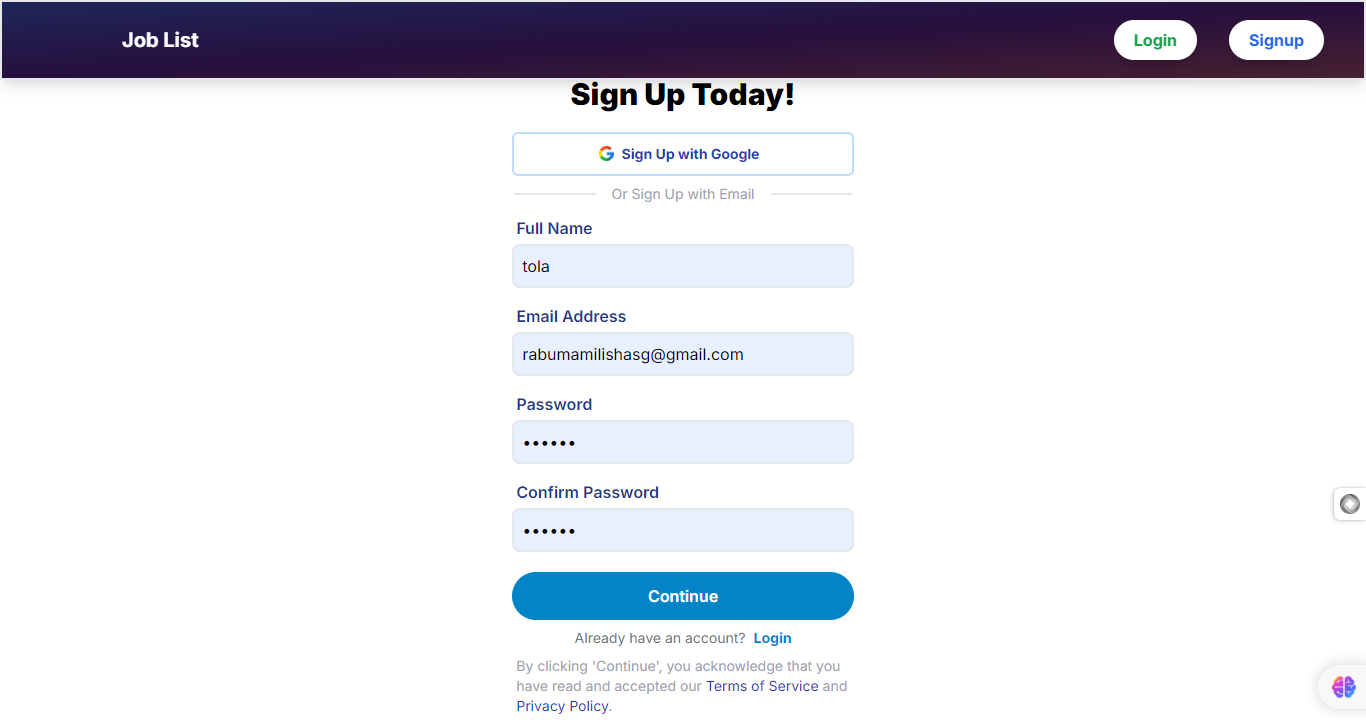 Job List
Login
Signup
Sign Up Today!
Sign Up with Google
Or Sign Up with Email
Full Name
tola
Email Address
rabumamilishasg@gmail.com
Password
••••••
Confirm Password
••••••
Continue
Already have an account? Login
By clicking 'Continue', you acknowledge that you
have read and accepted our Terms of Service and
Privacy Policy.